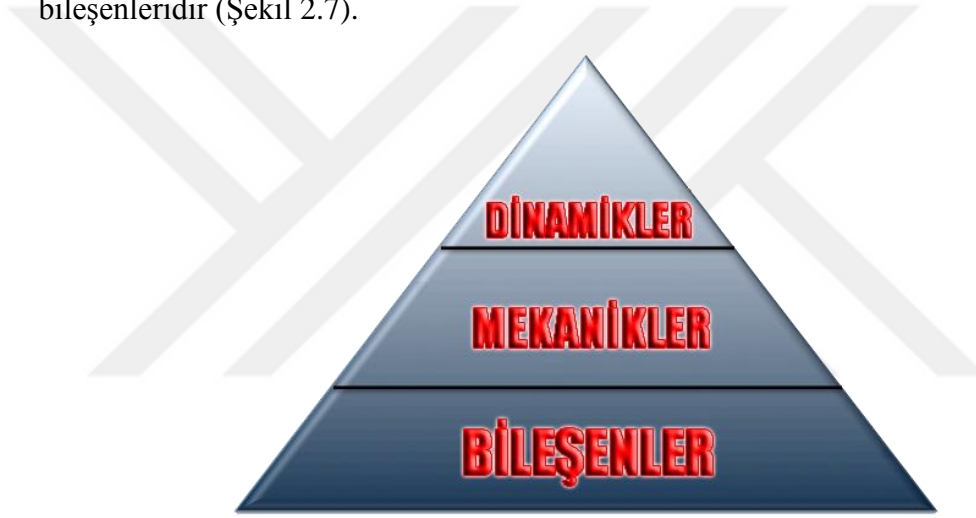 bileşenleridir (Şekil 2.7).
DİNAMİKLER
MEKANİKLER
BİLEŞENLER